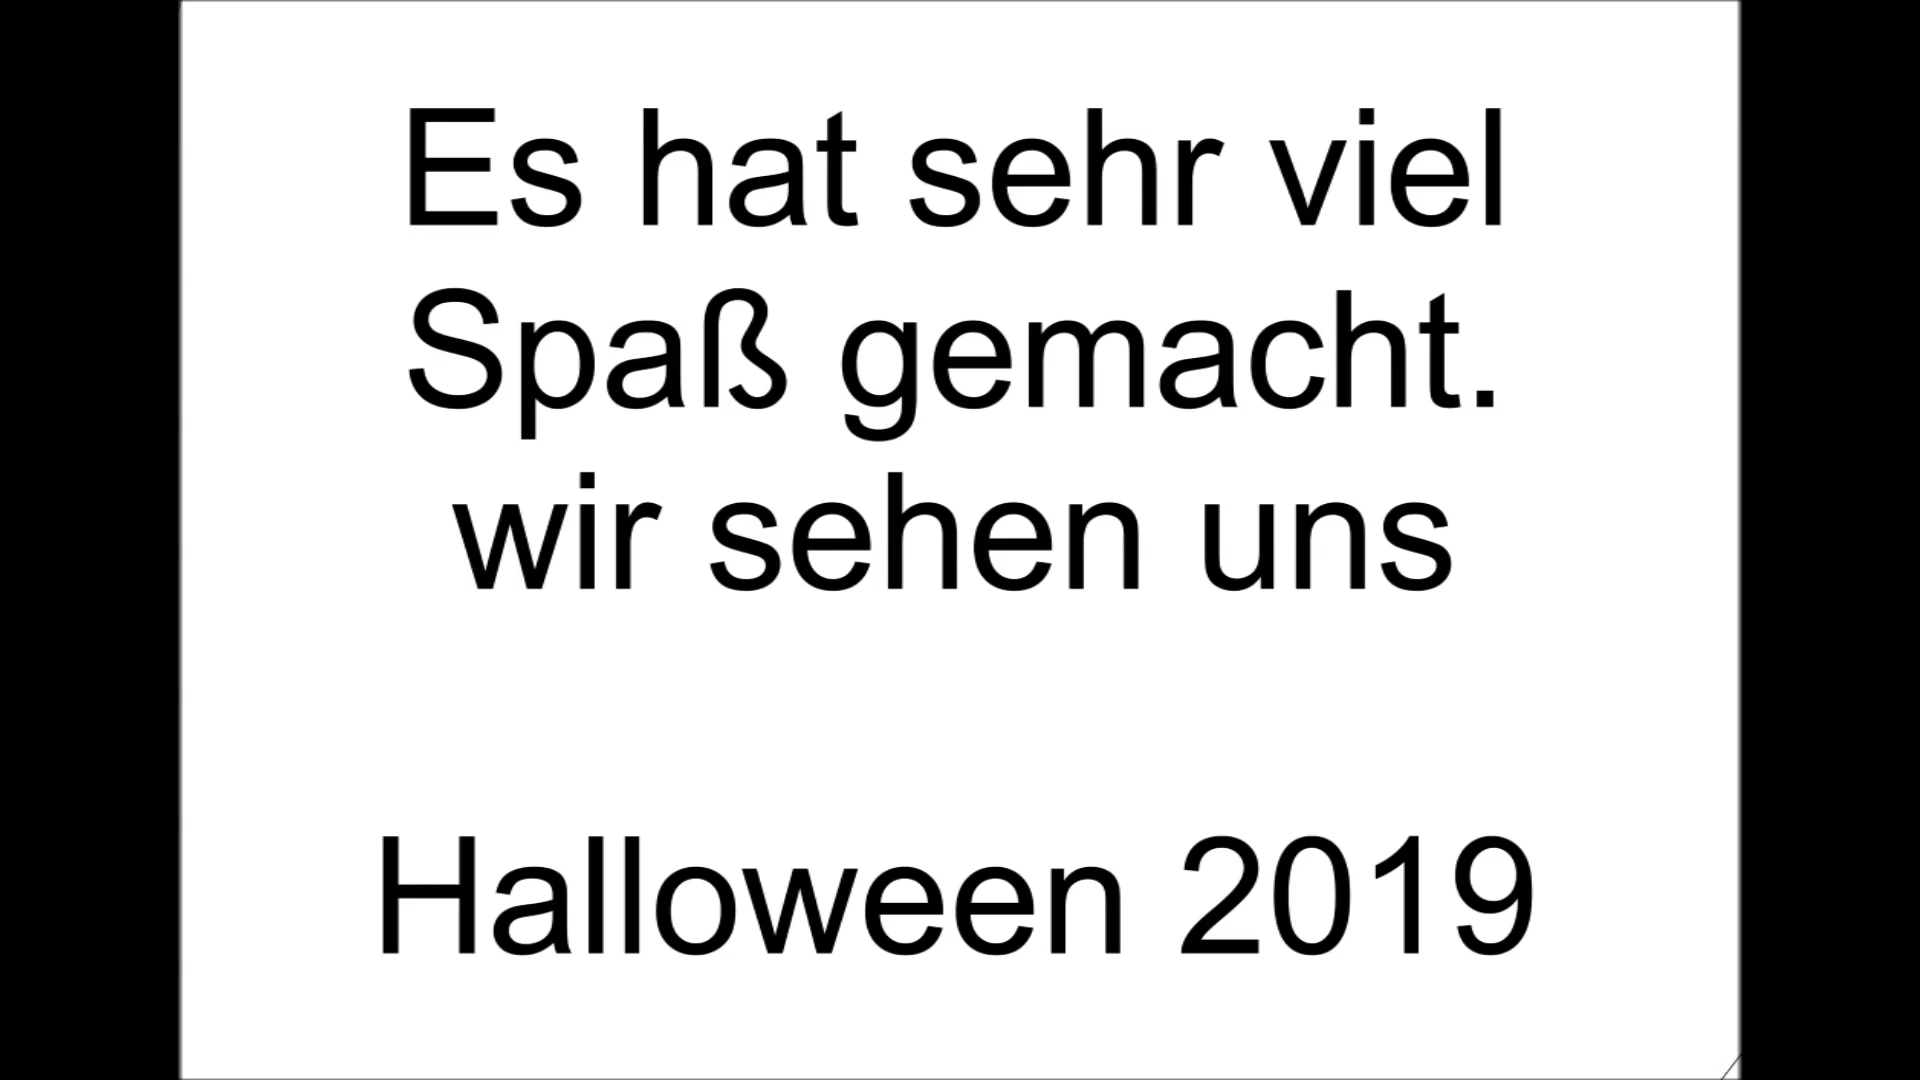 Es hat sehr viel
Spaß gemacht.
wir sehen uns
Halloween 2019